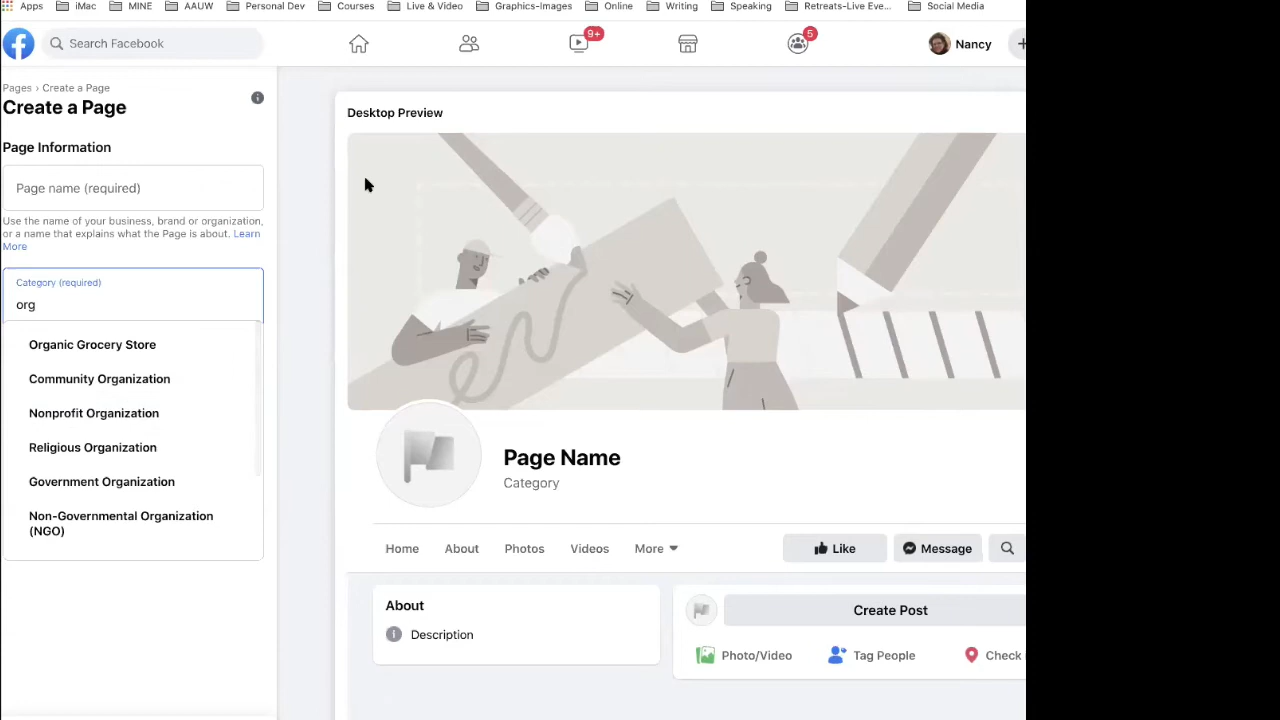 Apps iMac MINE AAUW Personal Dev Courses Live & Video Graphics-Images Online Writing Speaking Retreats-Live Eve... Social Media
Search Facebook 9+ 5 Nancy
Pages › Create a Page
Create a Page
Page Information
Page name (required)
Use the name of your business, brand or organization,
or a name that explains what the Page is about. Learn
More
Category (required)
org
Organic Grocery Store
Community Organization
Nonprofit Organization
Religious Organization
Government Organization
Non-Governmental Organization
(NGO)
Desktop Preview
Page Name
Category
Home About Photos Videos More Like Message
About
Description
Create Post
Photo/Video Tag People Check